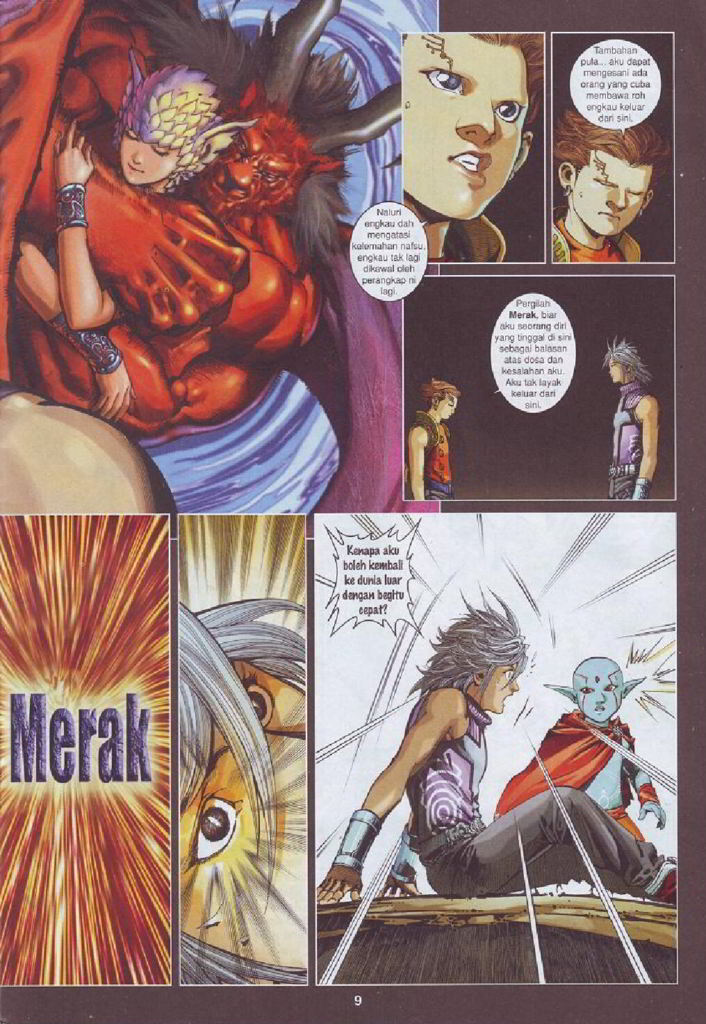 Naluri
engkau dah
mengatasi
kelemahan nafsu,
engkau tak lagi
dikawal oleh
perangkap ni
lagi.
Tambahan
pula... aku dapat
mengesani ada
orang yang cuba
membawa roh
engkau keluar
dari sini.
Pergilah
Merak, biar
aku seorang diri
tinggal di sini
sebagai balasan
atas dosa dan
kesalahan aku.
Aku tak layak
keluar dari
sini.
Merak
Kenapa aku
boleh kembali
ke dunia luar
dengan begitu
cepat?
9